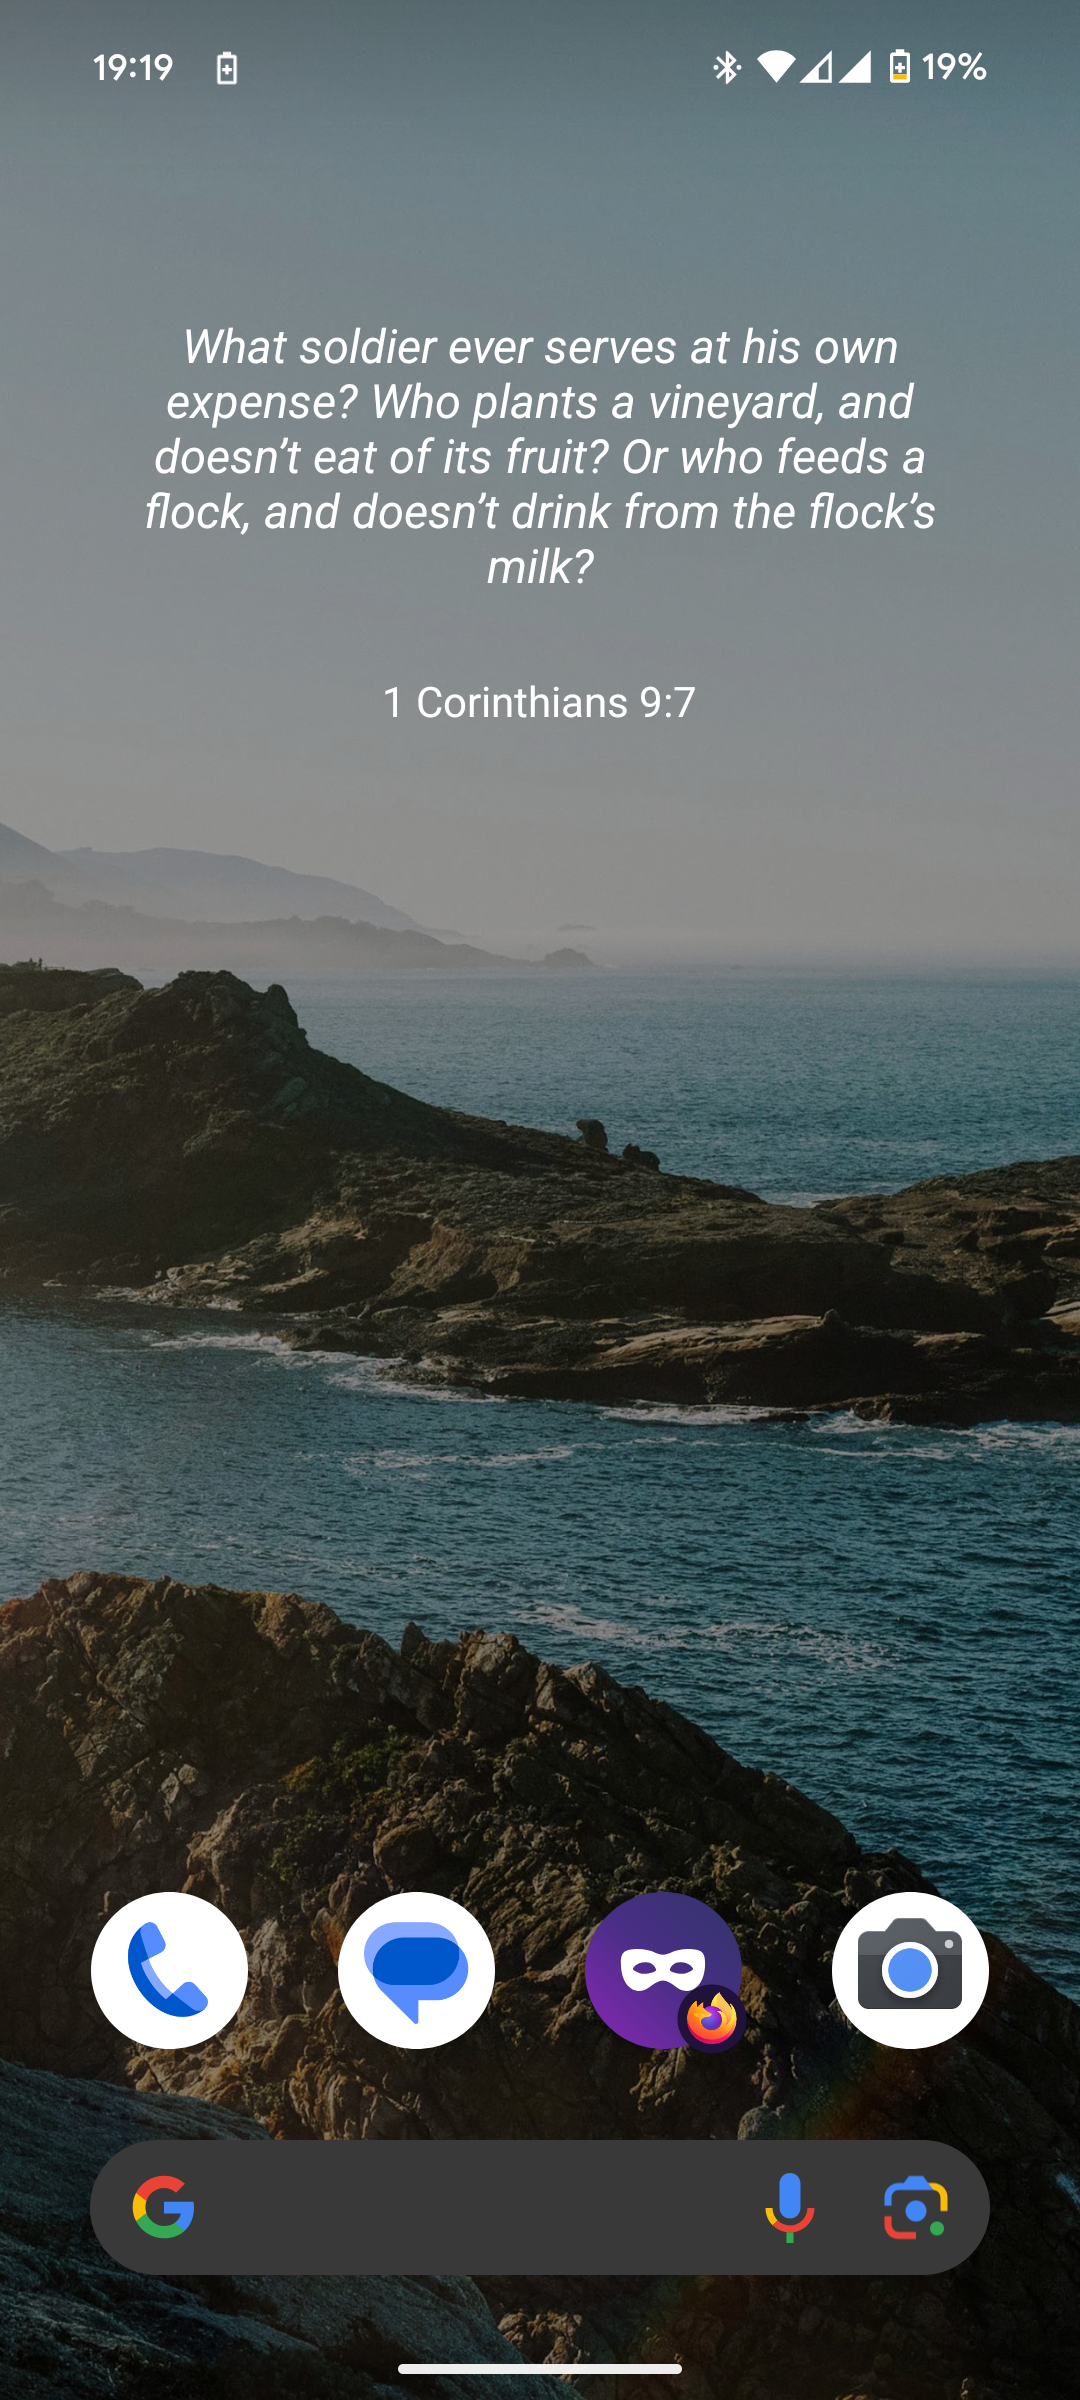 19:19
19%
What soldier ever serves at his own
expense? Who plants a vineyard, and
doesn’t eat of its fruit? Or who feeds a
flock, and doesn’t drink from the flock’s
milk?
1 Corinthians 9:7